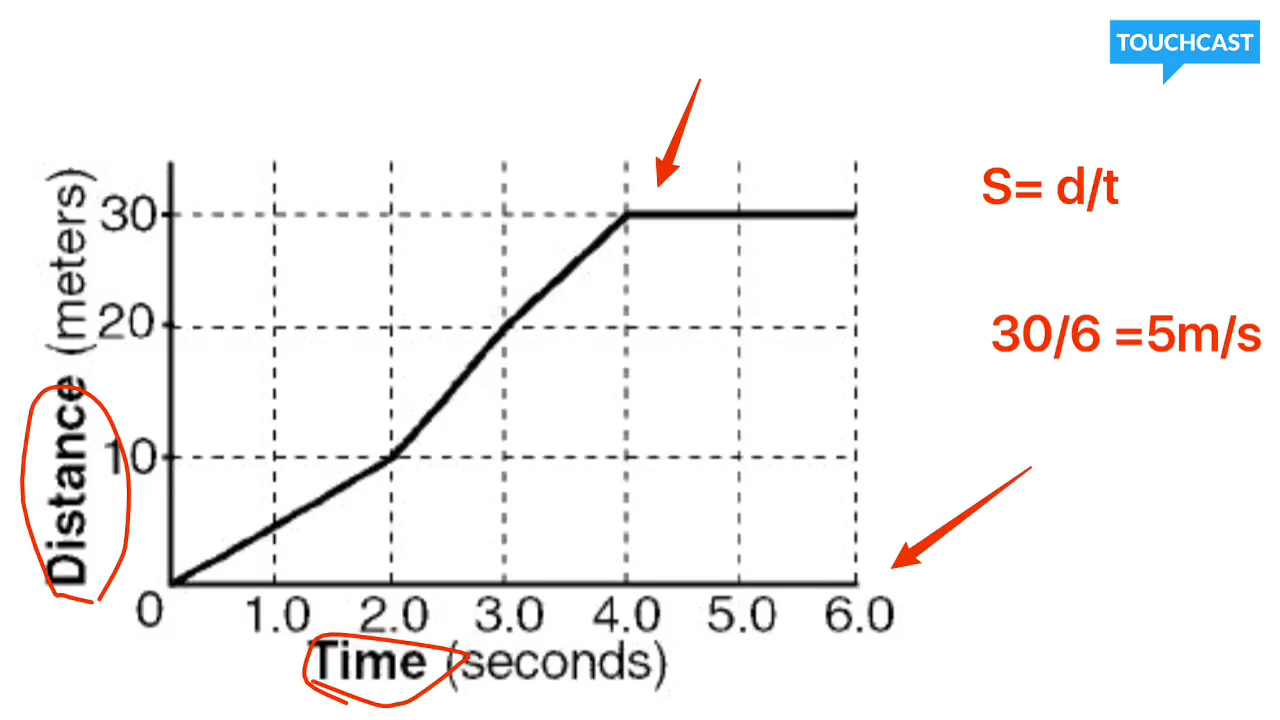 TOUCHCAST
Distance (meters)
30
20
10
0
1.0 2.0 3.0 4.0 5.0 6.0
Time (seconds)
S= d/t
30/6 =5m/s